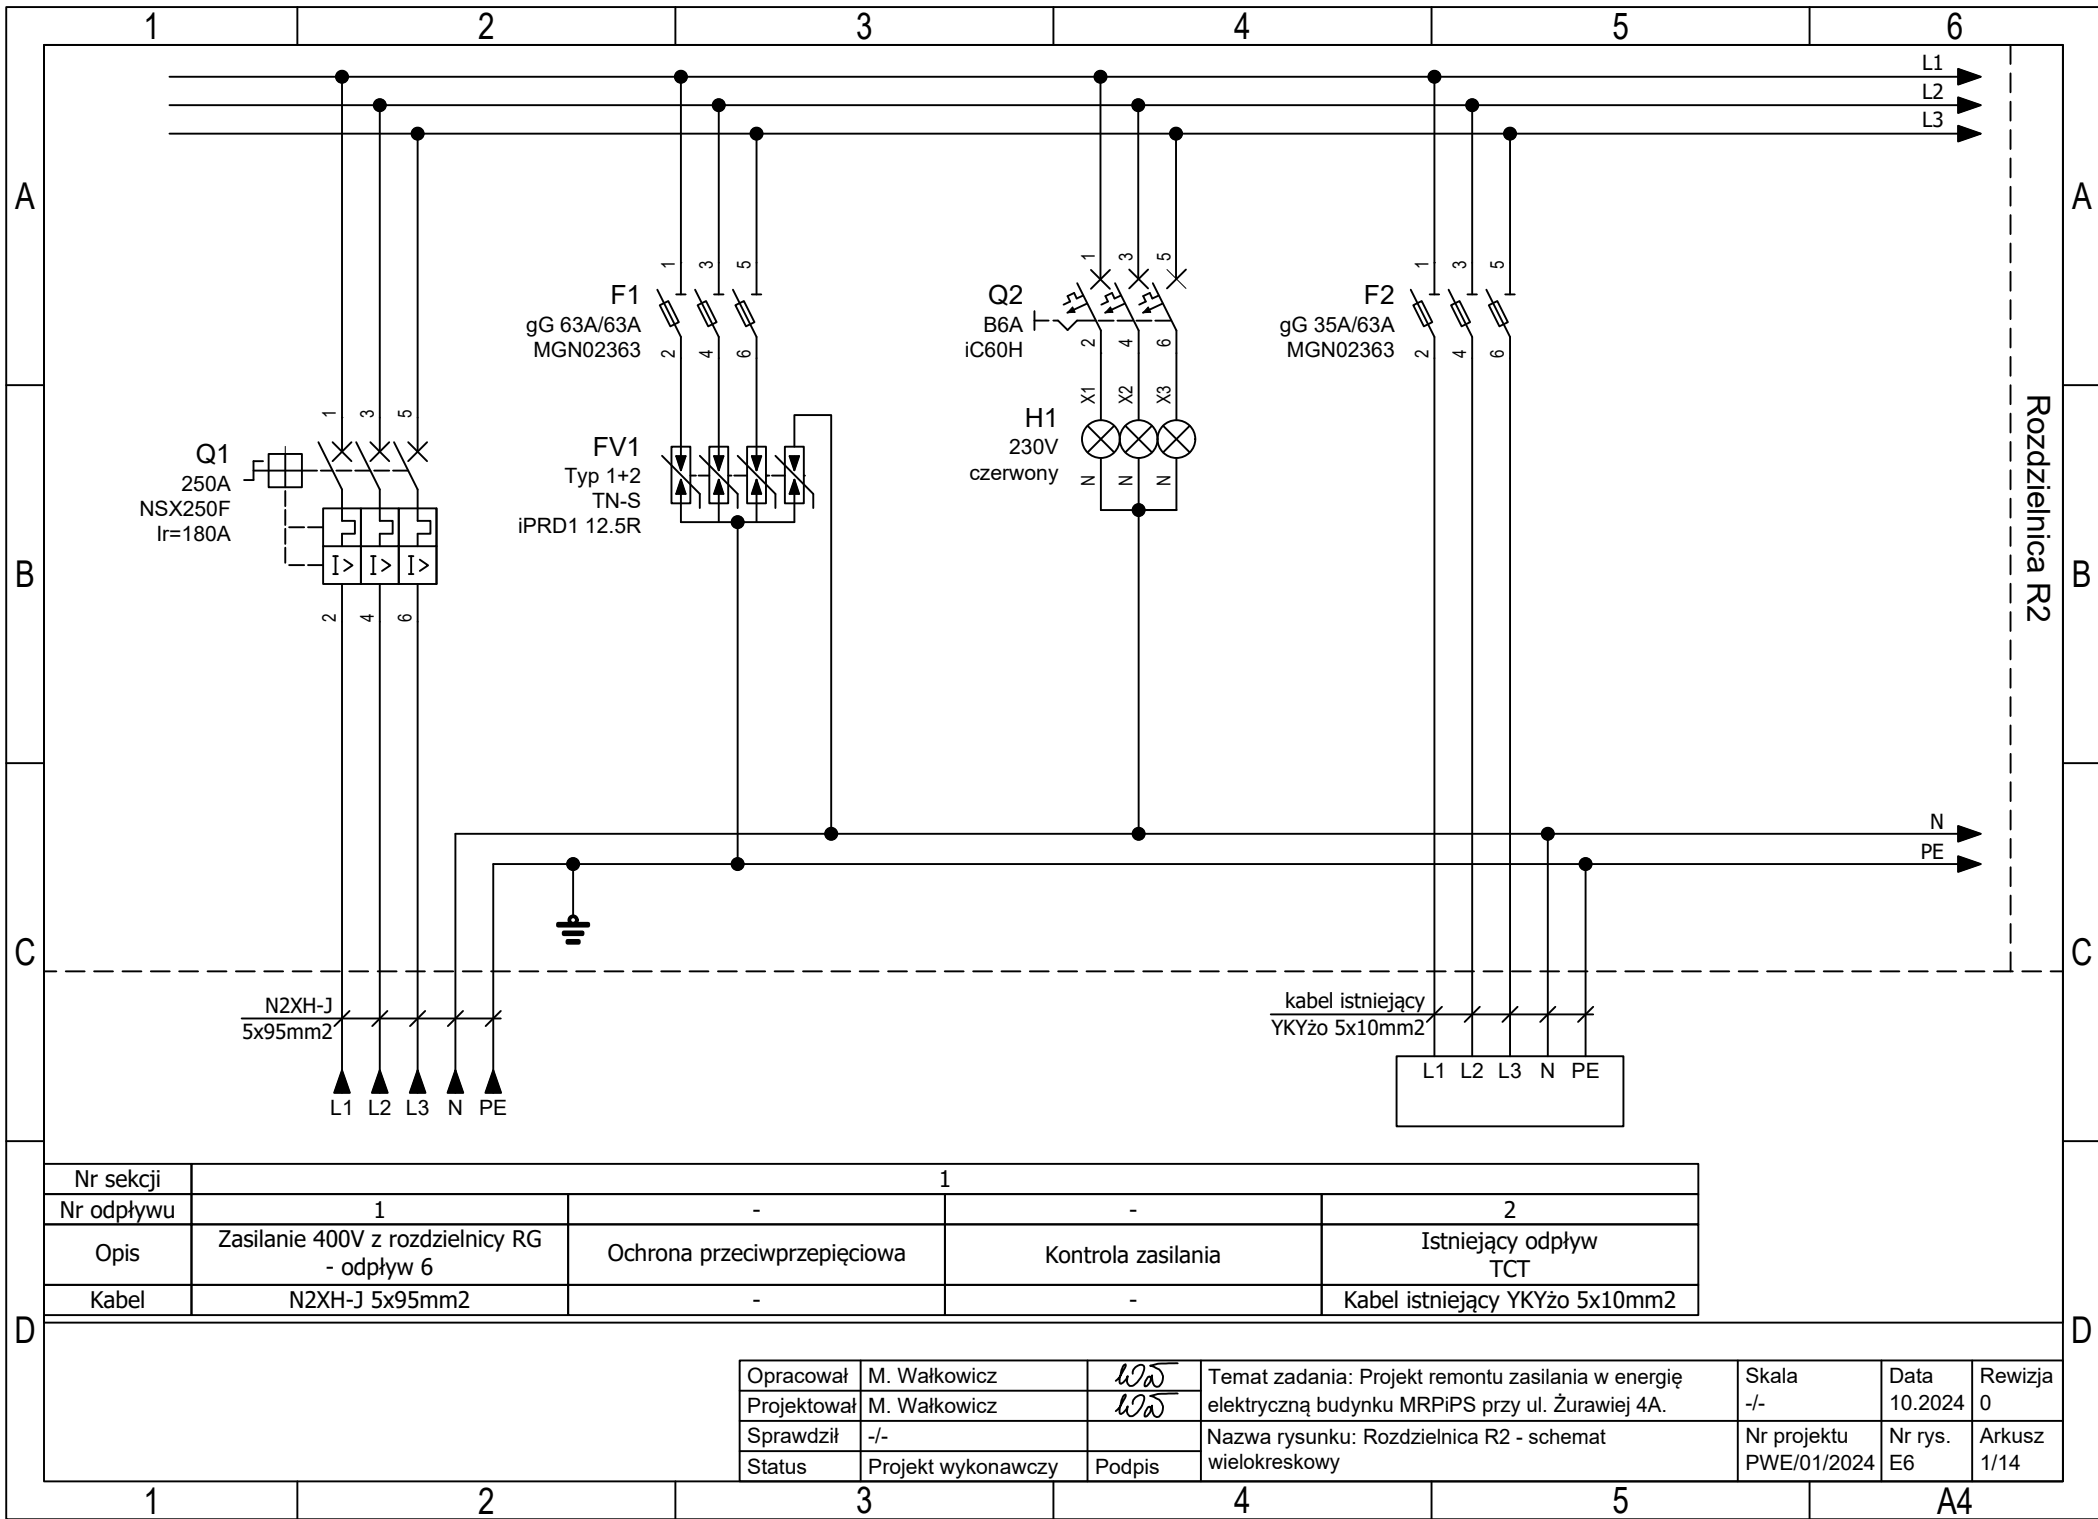 1 2 3 4 5 6
L1
L2
L3
A A
1 3 5
F1
gG 63A/63A
MGN02363
2 4 6
1 3 5
Q2
B6A
iC60H
2 4 6
1 3 5
F2
gG 35A/63A
MGN02363
2 4 6
Rozdzielnica R2
1 3 5
Q1
250A
NSX250F
Ir=180A
I> I> I>
2 4 6
FV1
Typ 1+2
TN-S
iPRD1 12.5R
X1 X2 X3
H1
230V
czerwony
N N N
B B
N
PE
C C
N2XH-J
5x95mm2
L1 L2 L3 N PE
kabel istniejący
YKYżo 5x10mm2
L1 L2 L3 N PE
Nr sekcji 1
Nr odpływu 1 - - 2
Opis
Zasilanie 400V z rozdzielnicy RG
- odpływ 6
Ochrona przeciwprzepięciowa
Kontrola zasilania
Istniejący odpływ
TCT
Kabel N2XH-J 5x95mm2 - - Kabel istniejący YKYżo 5x10mm2
D D
Opracował M. Wałkowicz
Projektował M. Wałkowicz
Sprawdził -/-
Status Projekt wykonawczy Podpis
Temat zadania: Projekt remontu zasilania w energię
elektryczną budynku MRPiPS przy ul. Żurawiej 4A.
Nazwa rysunku: Rozdzielnica R2 - schemat
wielokreskowy
Skala
-/-
Data
10.2024
Rewizja
0
Nr projektu
PWE/01/2024
Nr rys.
E6
Arkusz
1/14
1 2 3 4 5 A4